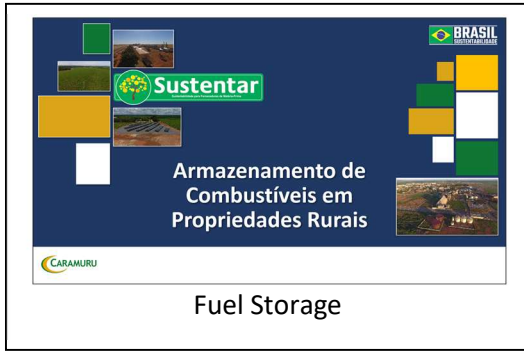 BRASIL
SUSTENTABILIDADE
Sustentar
Armazenamento de
Combustíveis em
Propriedades Rurais
CARAMURU
Fuel Storage